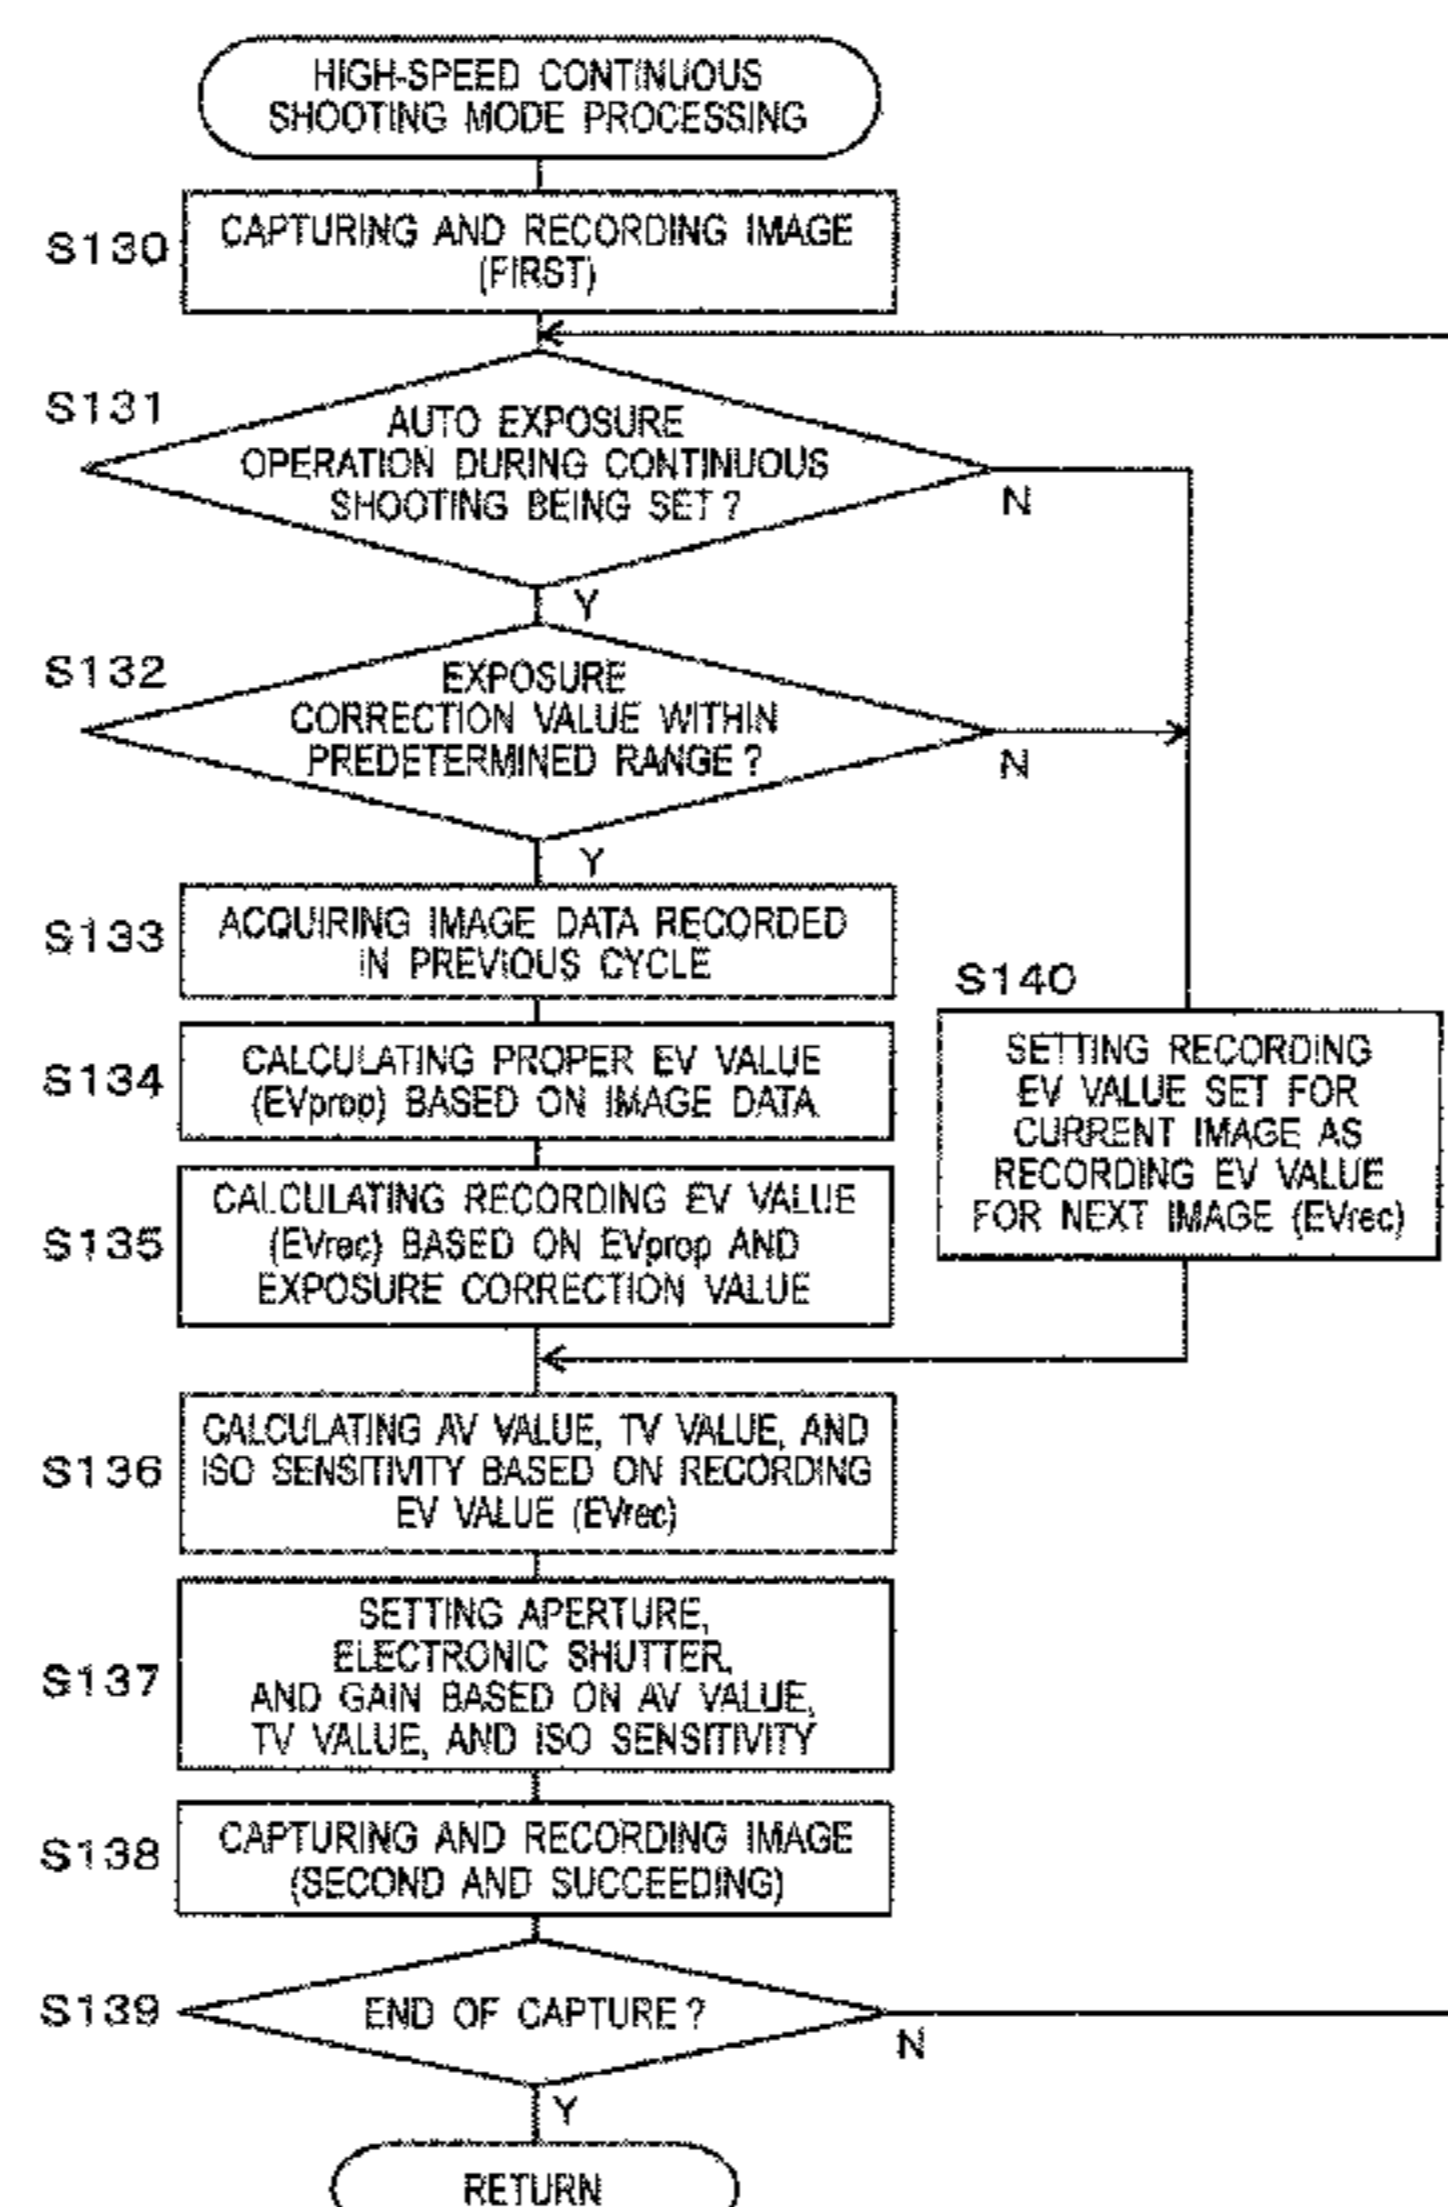 HIGH-SPEED CONTINUOUS
SHOOTING MODE PROCESSING
S130
CAPTURING AND RECORDING IMAGE
(FIRST)
S131
AUTO EXPOSURE
OPERATION DURING CONTINUOUS
SHOOTING BEING SET?
N
Y
S132
EXPOSURE
CORRECTION VALUE WITHIN
PREDETERMINED RANGE?
N
Y
S133
ACQUIRING IMAGE DATA RECORDED
IN PREVIOUS CYCLE
S134
CALCULATING PROPER EV VALUE
(EVprop) BASED ON IMAGE DATA
S135
CALCULATING RECORDING EV VALUE
(EVrec) BASED ON EVprop AND
EXPOSURE CORRECTION VALUE
S140
SETTING RECORDING
EV VALUE SET FOR
CURRENT IMAGE AS
RECORDING EV VALUE
FOR NEXT IMAGE (EVrec)
S136
CALCULATING AV VALUE, TV VALUE, AND
ISO SENSITIVITY BASED ON RECORDING
EV VALUE (EVrec)
S137
SETTING APERTURE,
ELECTRONIC SHUTTER,
AND GAIN BASED ON AV VALUE,
TV VALUE, AND ISO SENSITIVITY
S138
CAPTURING AND RECORDING IMAGE
(SECOND AND SUCCEEDING)
S139
END OF CAPTURE?
N
Y
RETURN